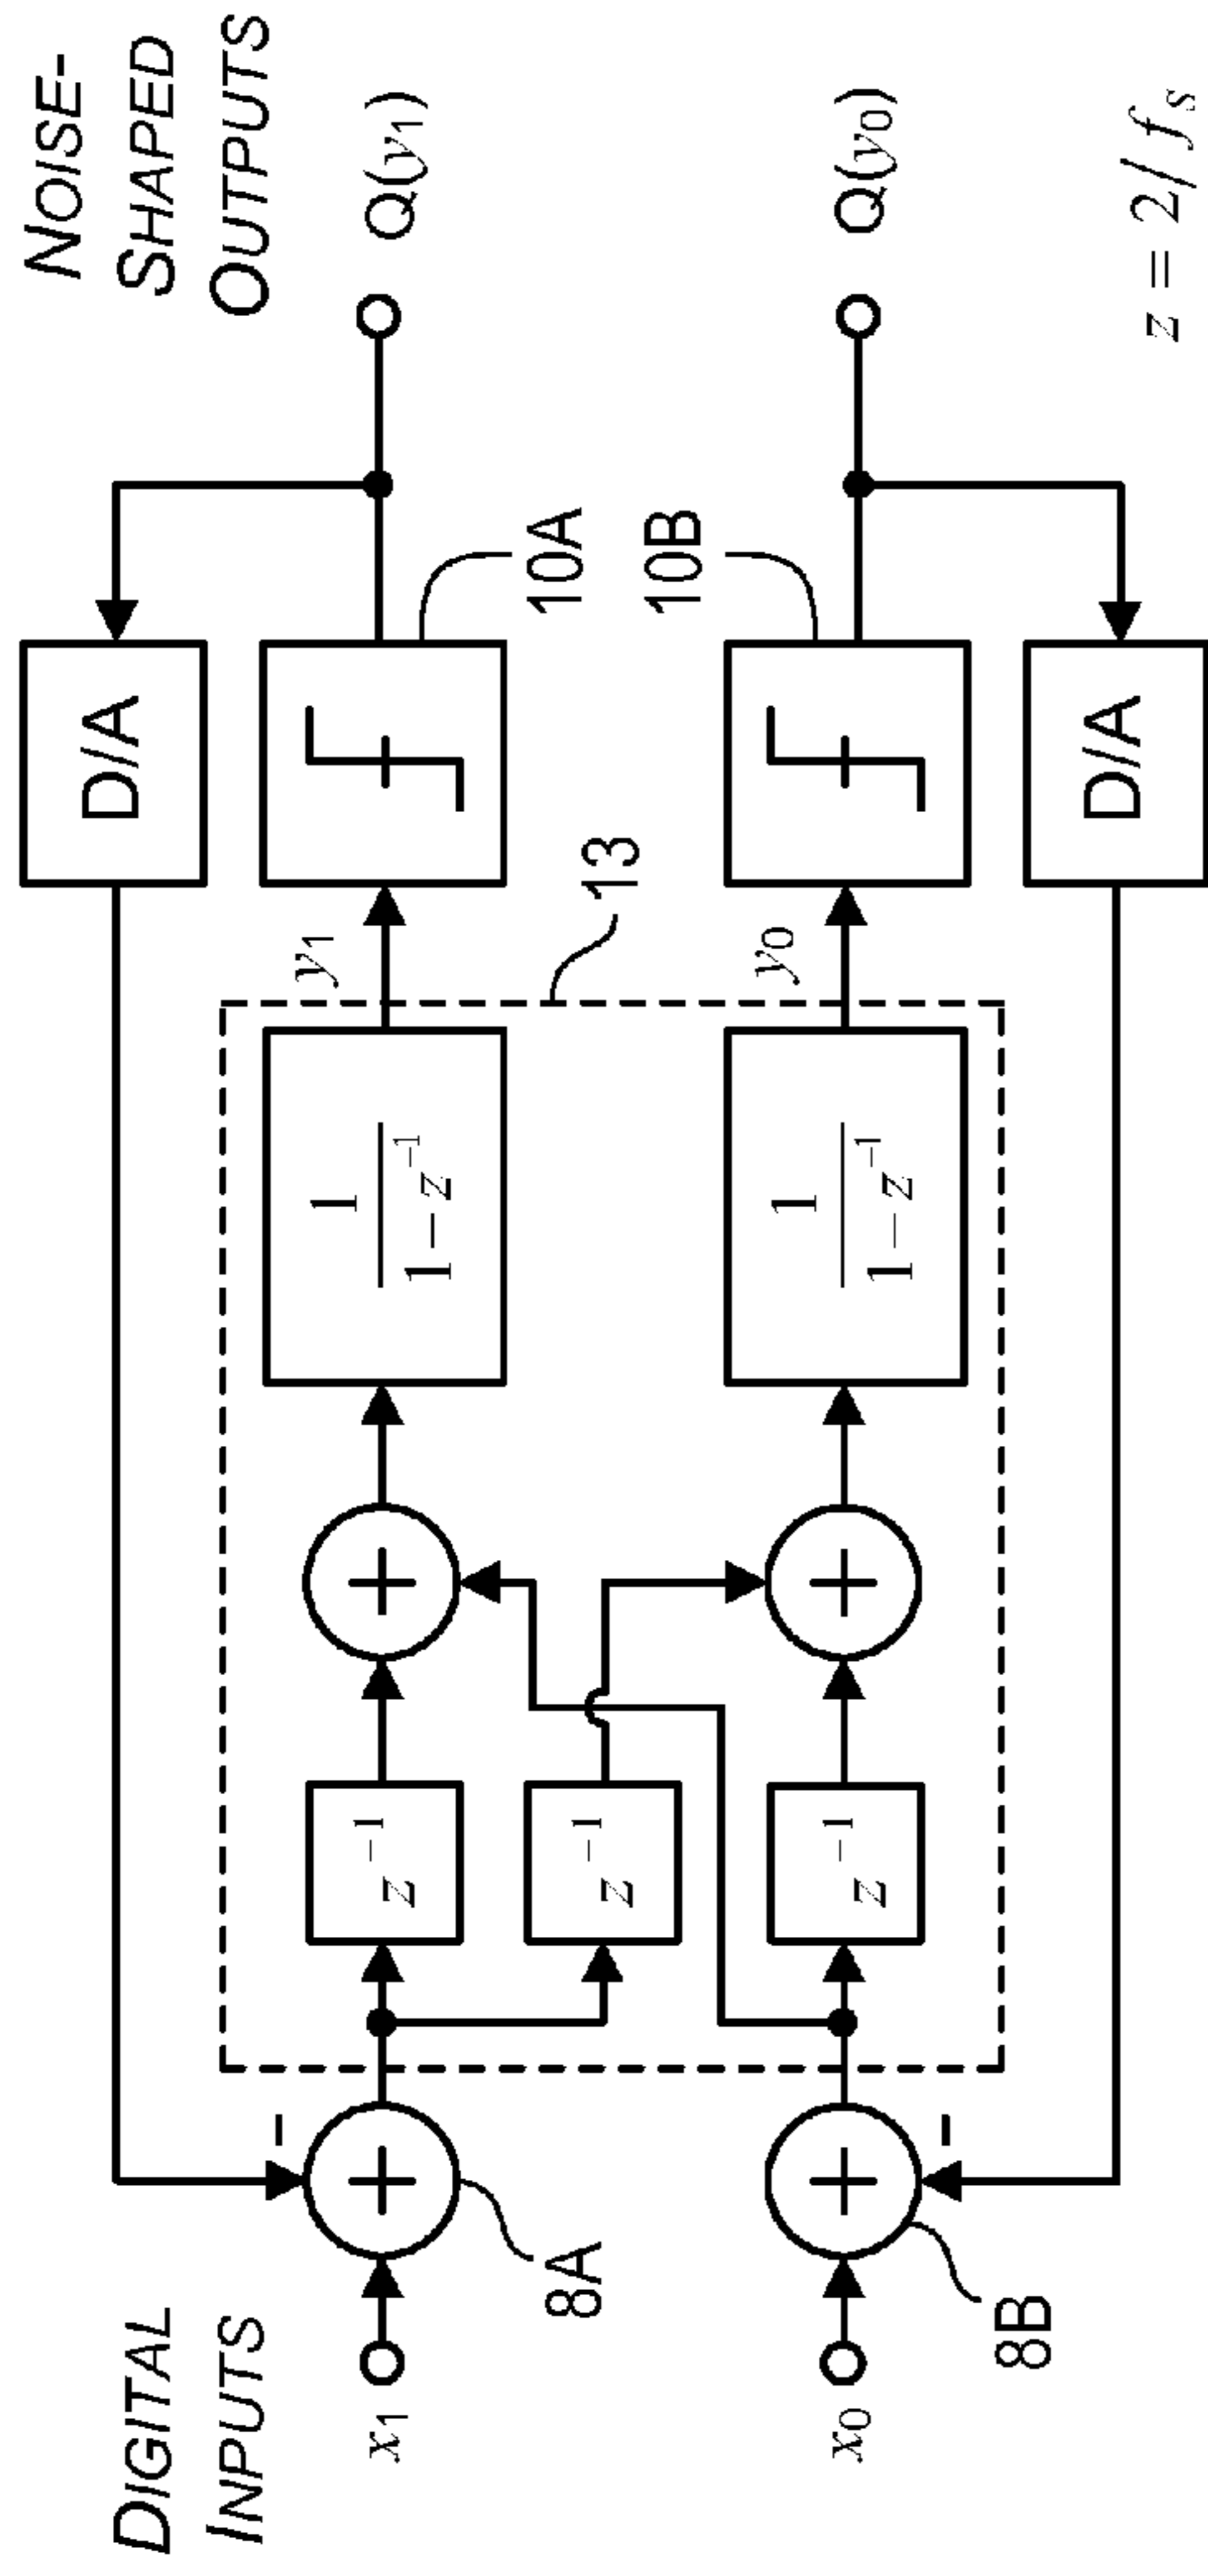 DIGITAL
INPUTS
NOISE-
SHAPED
OUTPUTS
D/A
x₁
+
−
8A
z⁻¹
+
1
1−z⁻¹
y₁
10A
Q(y₁)
z⁻¹
13
x₀
+
−
8B
z⁻¹
+
1
1−z⁻¹
y₀
10B
Q(y₀)
D/A
z = 2/fₛ